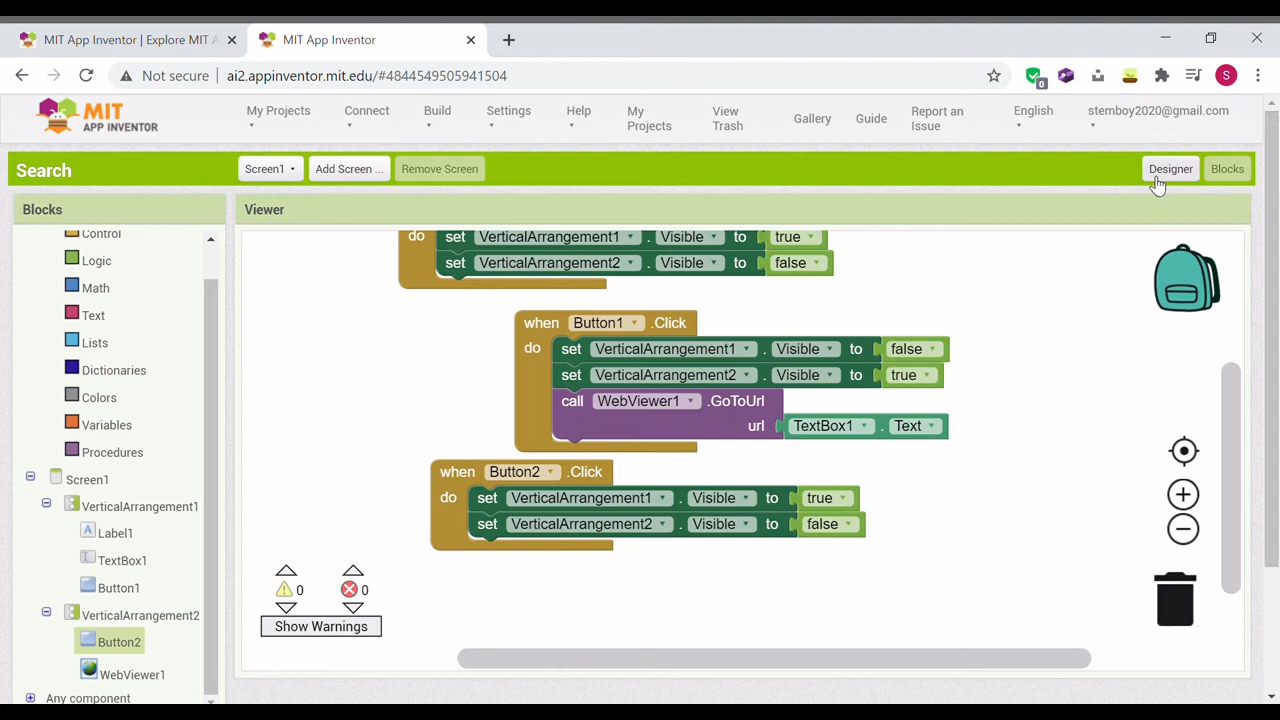 MIT App Inventor | Explore MIT A
MIT App Inventor
Not secure
ai2.appinventor.mit.edu/#4844549505941504
0
S
MIT
APP INVENTOR
My Projects
Connect
Build
Settings
Help
My Projects
View Trash
Gallery
Guide
Report an Issue
English
stemboy2020@gmail.com
Search
Screen1
Add Screen ...
Remove Screen
Designer
Blocks
Blocks
Viewer
Control
Logic
Math
Text
Lists
Dictionaries
Colors
Variables
Procedures
Screen1
VerticalArrangement1
Label1
TextBox1
Button1
VerticalArrangement2
Button2
WebViewer1
Any component
do set VerticalArrangement1 . Visible to true
set VerticalArrangement2 . Visible to false
when Button1 .Click
do set VerticalArrangement1 . Visible to false
set VerticalArrangement2 . Visible to true
call WebViewer1 .GoToUrl
url TextBox1 . Text
when Button2 .Click
do set VerticalArrangement1 . Visible to true
set VerticalArrangement2 . Visible to false
0
0
Show Warnings